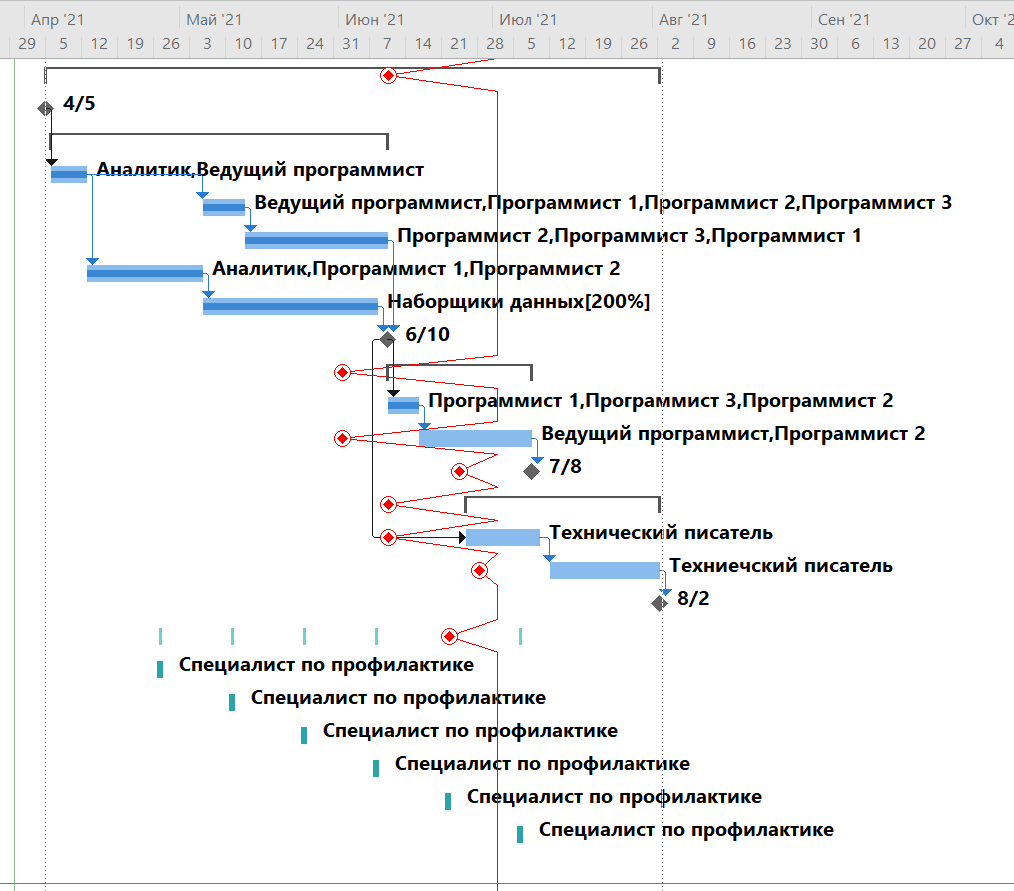 Апр '21 Май '21 Июн '21 Июл '21 Авг '21 Сен '21 Окт '2
29 5 12 19 26 3 10 17 24 31 7 14 21 28 5 12 19 26 2 9 16 23 30 6 13 20 27 4
4/5
Аналитик,Ведущий программист
Ведущий программист,Программист 1,Программист 2,Программист 3
Программист 2,Программист 3,Программист 1
Аналитик,Программист 1,Программист 2
Наборщики данных[200%]
6/10
Программист 1,Программист 3,Программист 2
Ведущий программист,Программист 2
7/8
Технический писатель
Техниечский писатель
8/2
Специалист по профилактике
Специалист по профилактике
Специалист по профилактике
Специалист по профилактике
Специалист по профилактике
Специалист по профилактике